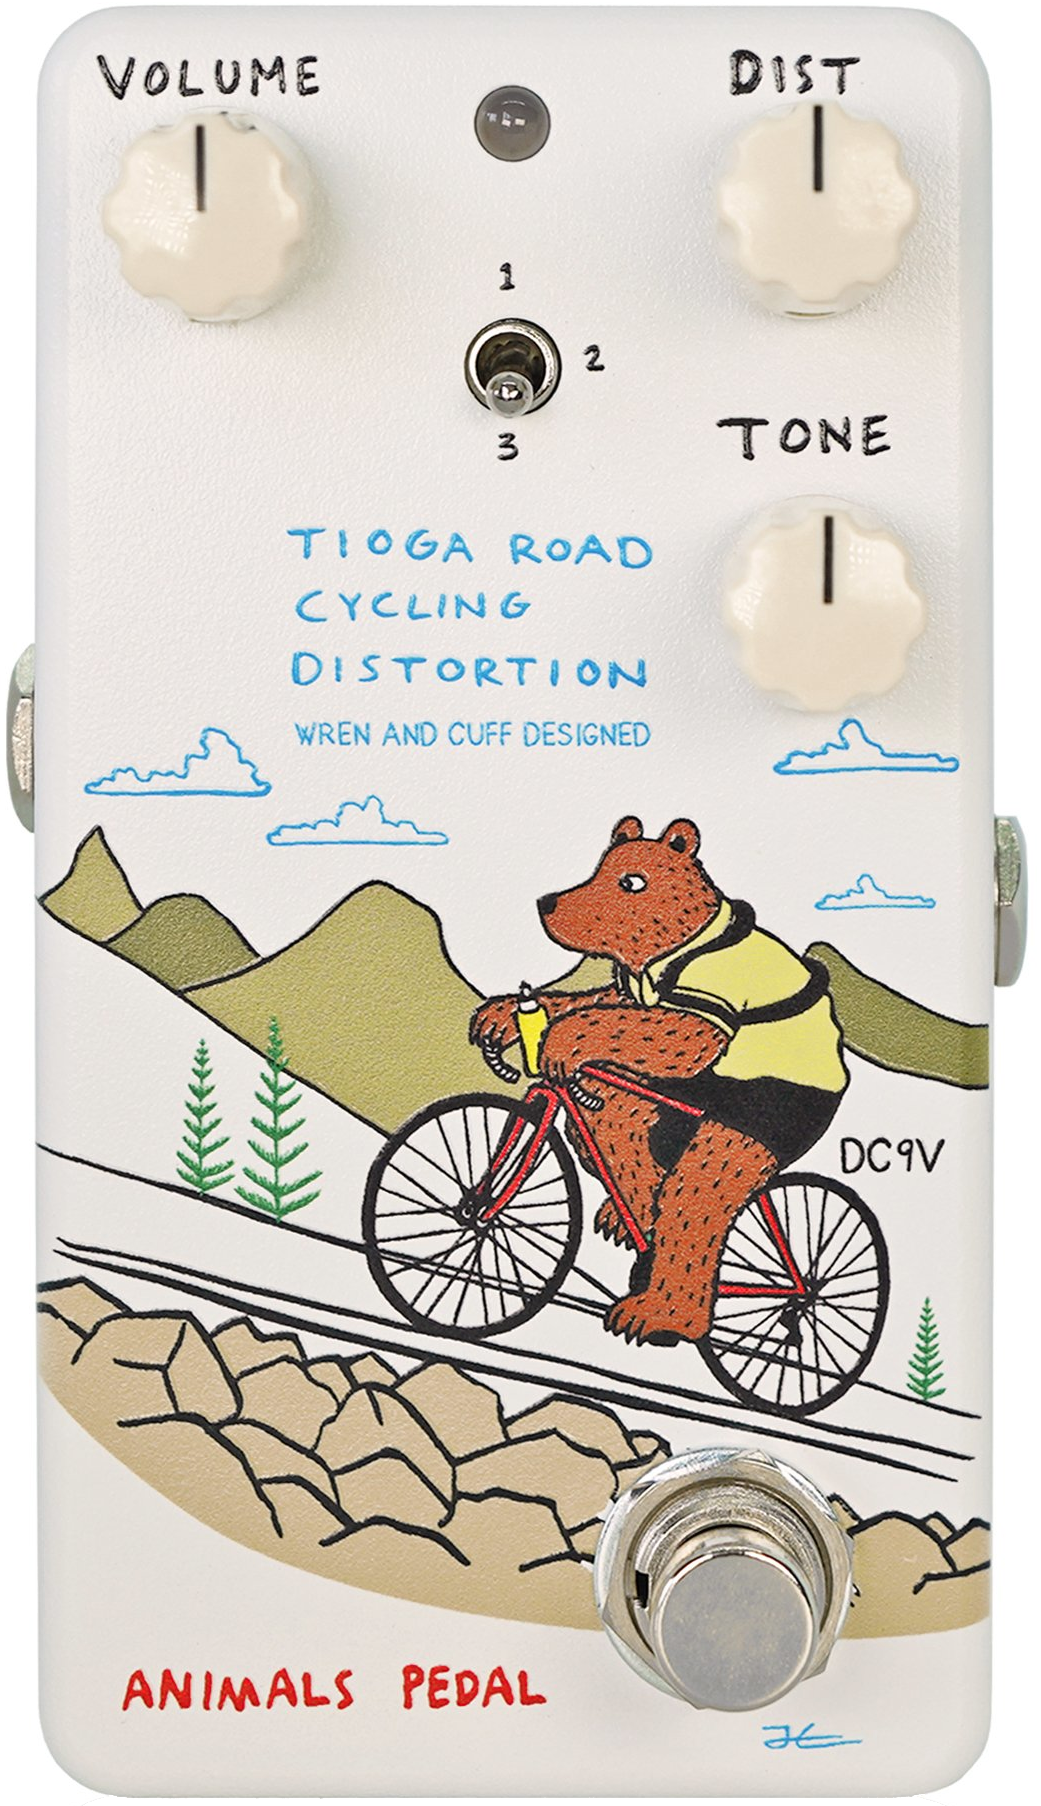 VOLUME
DIST
1
2
3
TONE
TIOGA ROAD
CYCLING
DISTORTION
WREN AND CUFF DESIGNED
DC9V
ANIMALS PEDAL